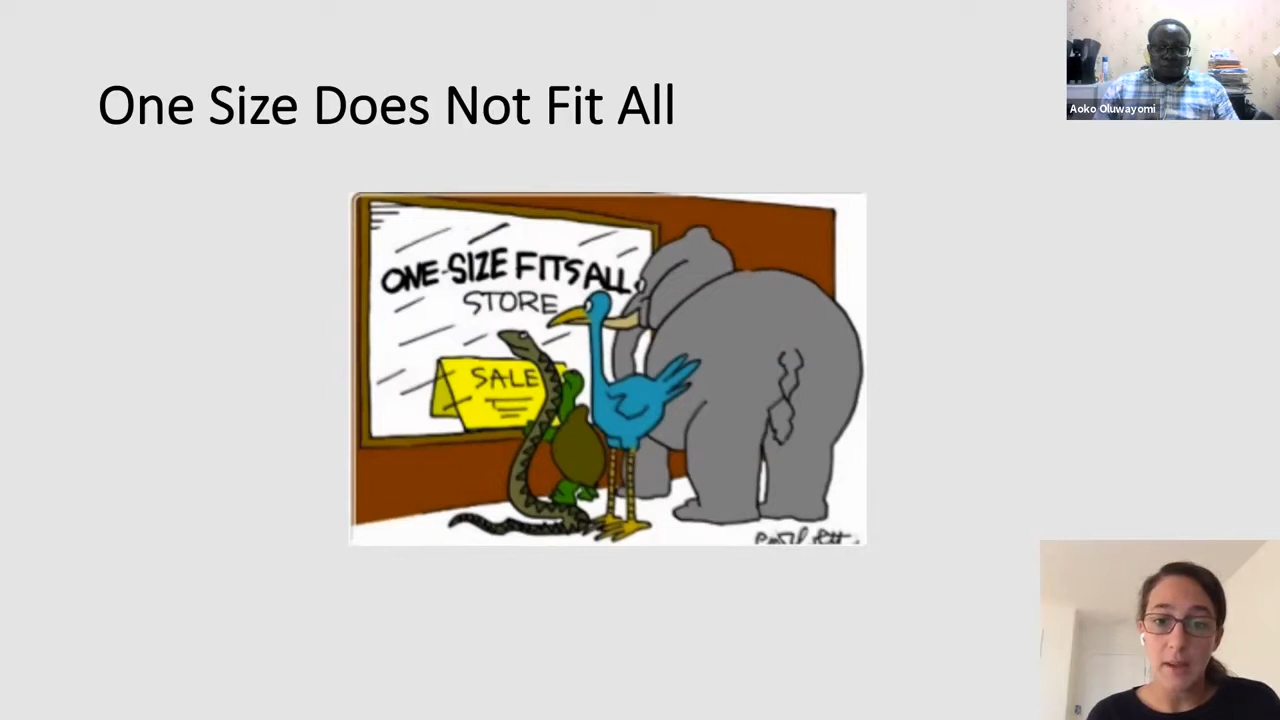 One Size Does Not Fit All
Aoko Oluwayomi
ONE-SIZE FITS ALL
STORE
SALE